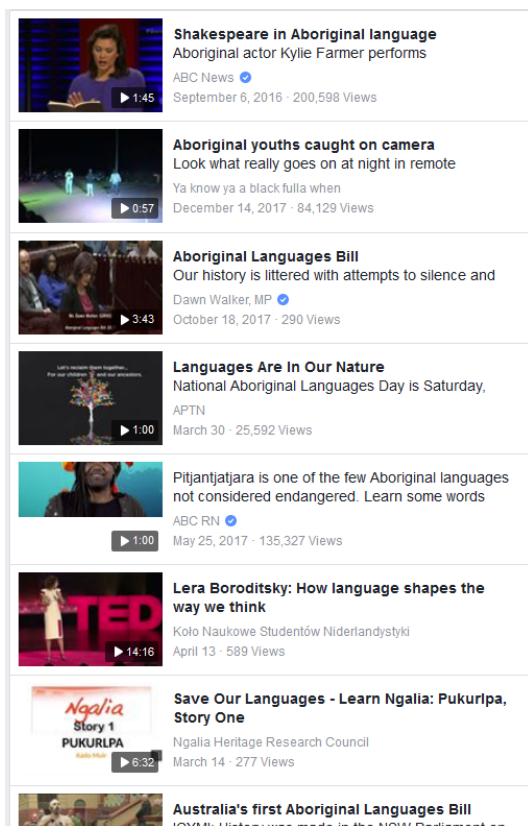 Shakespeare in Aboriginal language
Aboriginal actor Kylie Farmer performs
ABC News
1:45
September 6, 2016 · 200,598 Views
Aboriginal youths caught on camera
Look what really goes on at night in remote
Ya know ya a black fulla when
0:57
December 14, 2017 · 84,129 Views
Aboriginal Languages Bill
Our history is littered with attempts to silence and
Dawn Walker, MP
3:43
October 18, 2017 · 290 Views
Let's reclaim them together...
For our children and our ancestors.
Languages Are In Our Nature
National Aboriginal Languages Day is Saturday,
APTN
1:00
March 30 · 25,592 Views
Pitjantjatjara is one of the few Aboriginal languages
not considered endangered. Learn some words
ABC RN
1:00
May 25, 2017 · 135,327 Views
TED
Lera Boroditsky: How language shapes the
way we think
Koło Naukowe Studentów Niderlandystyki
14:16
April 13 · 589 Views
Ngalia
Story 1
PUKURLPA
Kado Muir
Save Our Languages - Learn Ngalia: Pukurlpa,
Story One
Ngalia Heritage Research Council
6:32
March 14 · 277 Views
Australia's first Aboriginal Languages Bill